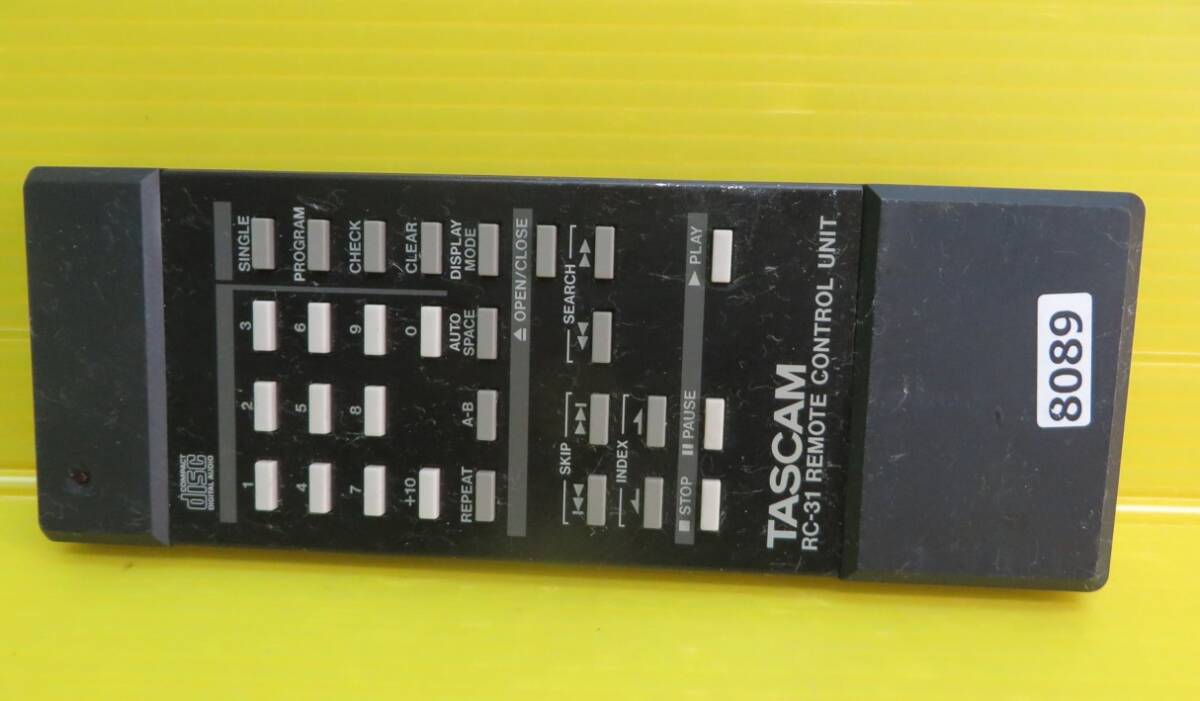 COMPACT
disc
DIGITAL AUDIO
1 2 3 SINGLE
4 5 6 PROGRAM
7 8 9 CHECK
+10 0 CLEAR
REPEAT A-B AUTO SPACE DISPLAY MODE
OPEN/CLOSE
SKIP SEARCH
INDEX
STOP PAUSE PLAY
TASCAM
RC-31 REMOTE CONTROL UNIT
8089